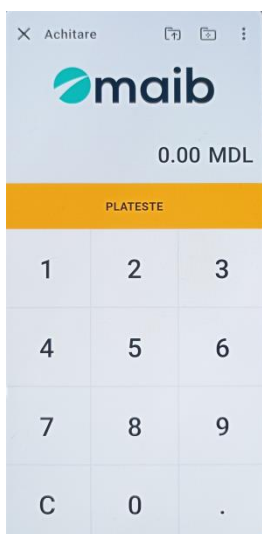 Achitare
maib
0.00 MDL
PLATESTE
1 2 3
4 5 6
7 8 9
C 0 .